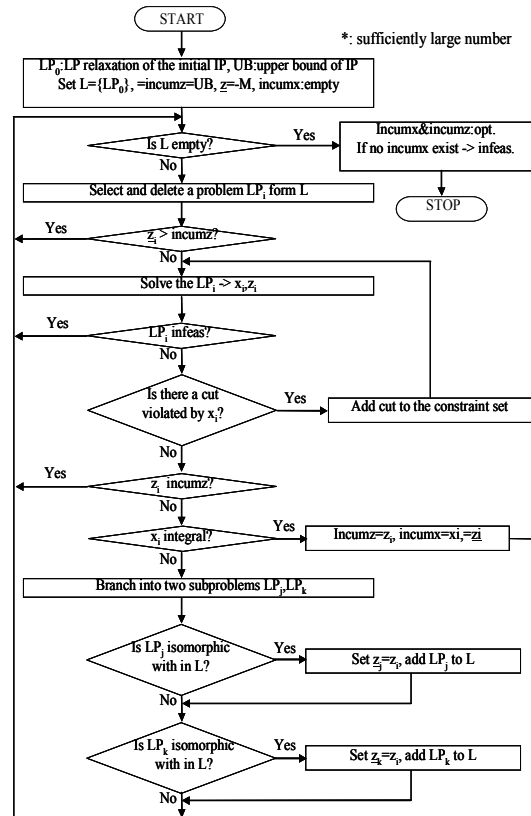 START
*: sufficiently large number
LP0:LP relaxation of the initial IP, UB:upper bound of IP
Set L={LP0}, =incumz=UB, z=-M, incumx:empty
Is L empty?
Yes
Incumx&incumz:opt.
If no incumx exist -> infeas.
No
STOP
Select and delete a problem LPi form L
Yes
zi > incumz?
No
Solve the LPi -> xi,zi
Yes
LPi infeas?
No
Is there a cut
violated by xi?
Yes
Add cut to the constraint set
No
Yes
zi incumz?
No
xi integral?
Yes
Incumz=zi, incumx=xi,=zi
No
Branch into two subproblems LPj,LPk
Is LPj isomorphic
with in L?
Yes
Set zj=zi, add LPj to L
No
Is LPk isomorphic
with in L?
Yes
Set zk=zi, add LPk to L
No